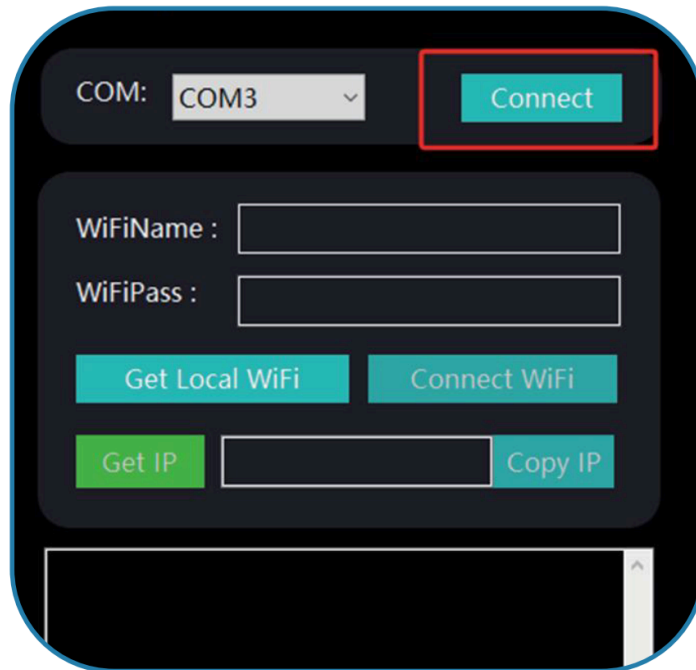 COM: COM3 Connect
WiFiName :
WiFiPass :
Get Local WiFi Connect WiFi
Get IP Copy IP